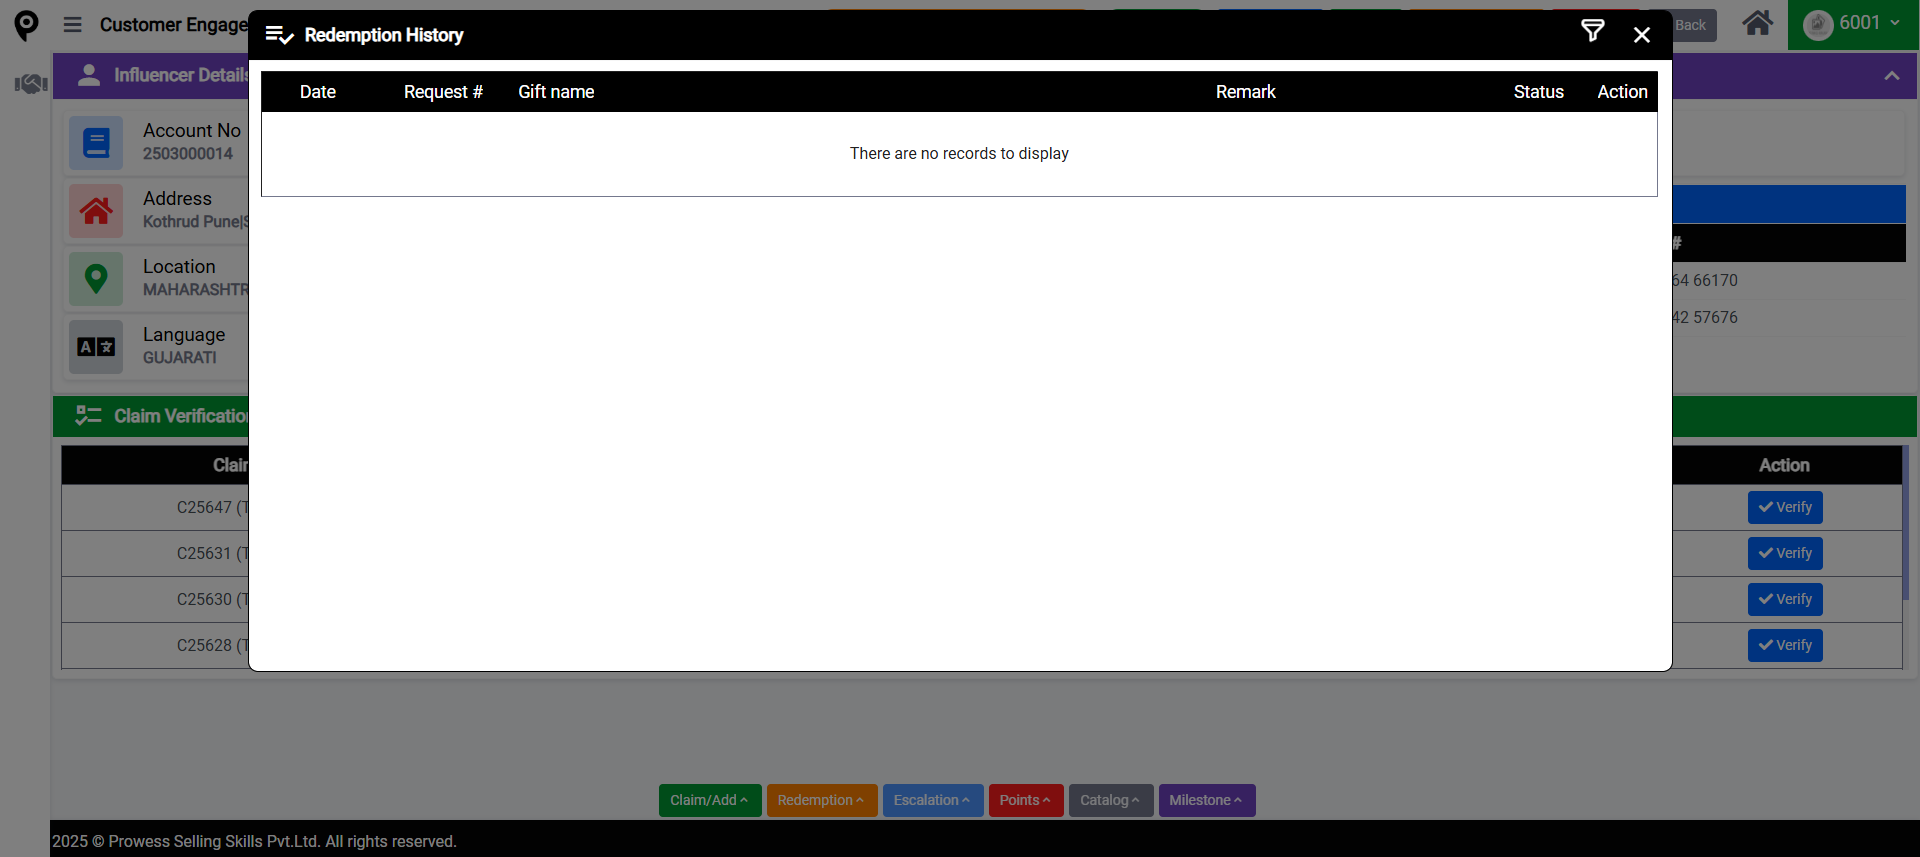 Customer Engage
Redemption History
Back
6001
Influencer Details
Date Request # Gift name Remark Status Action
There are no records to display
Account No
2503000014
Address
Kothrud Pune|S
Location
MAHARASHTR
Language
GUJARATI
#
64 66170
42 57676
Claim Verification
Clair
Action
C25647 (T
Verify
C25631 (T
Verify
C25630 (T
Verify
C25628 (T
Verify
Claim/Add Redemption Escalation Points Catalog Milestone
2025 © Prowess Selling Skills Pvt.Ltd. All rights reserved.